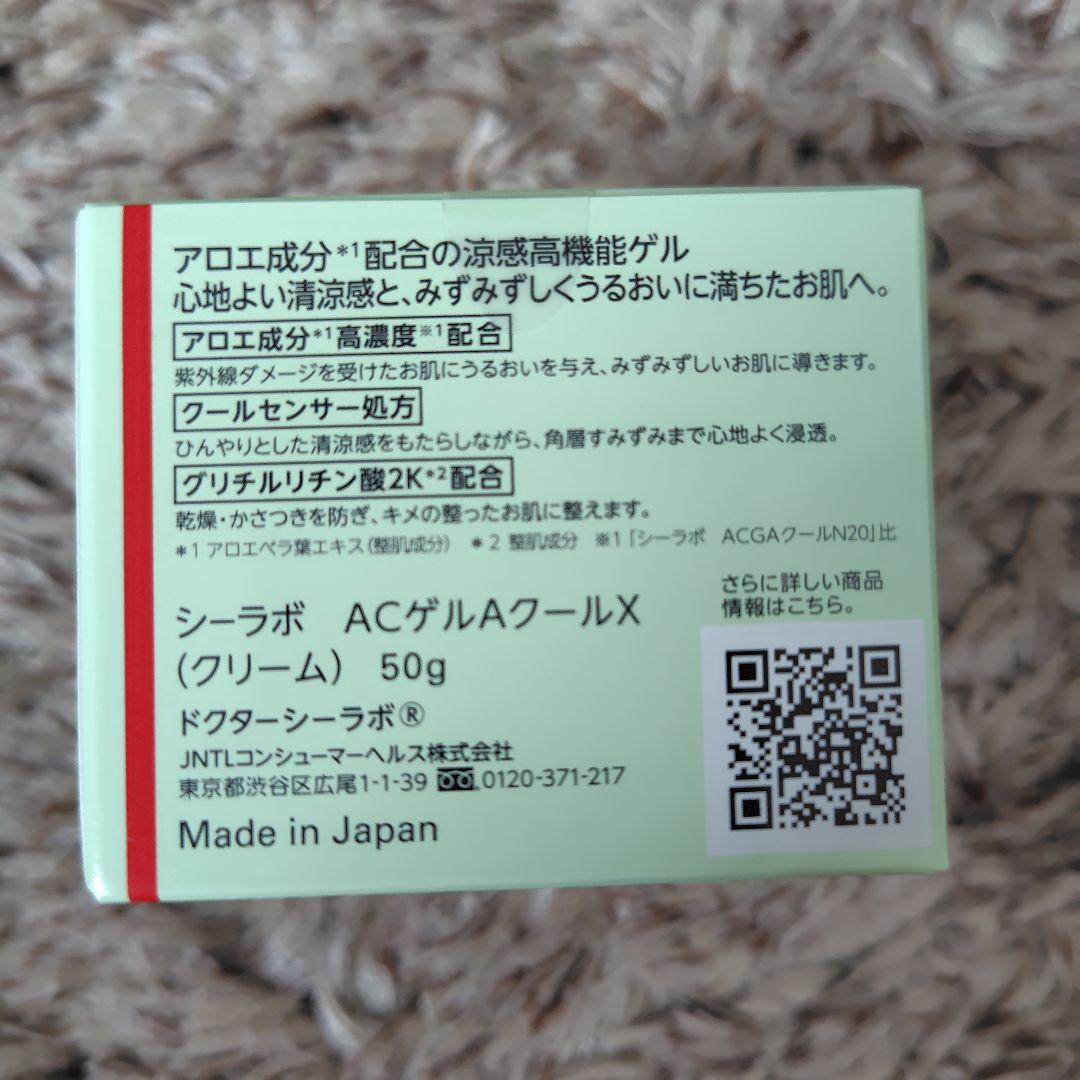 アロエ成分*1配合の涼感高機能ゲル
心地よい清涼感と、みずみずしくうるおいに満ちたお肌へ。
アロエ成分*1高濃度※1配合
紫外線ダメージを受けたお肌にうるおいを与え、みずみずしいお肌に導きます。
クールセンサー処方
ひんやりとした清涼感をもたらしながら、角層すみずみまで心地よく浸透。
グリチルリチン酸2K*2配合
乾燥・かさつきを防ぎ、キメの整ったお肌に整えます。
*1 アロエベラ葉エキス(整肌成分) *2 整肌成分 ※1「シーラボ ACGAクールN20」比
さらに詳しい商品
情報はこちら。
シーラボ ACゲルAクールX
(クリーム) 50g
ドクターシーラボ®
JNTLコンシューマーヘルス株式会社
東京都渋谷区広尾1-1-39 0120-371-217
Made in Japan